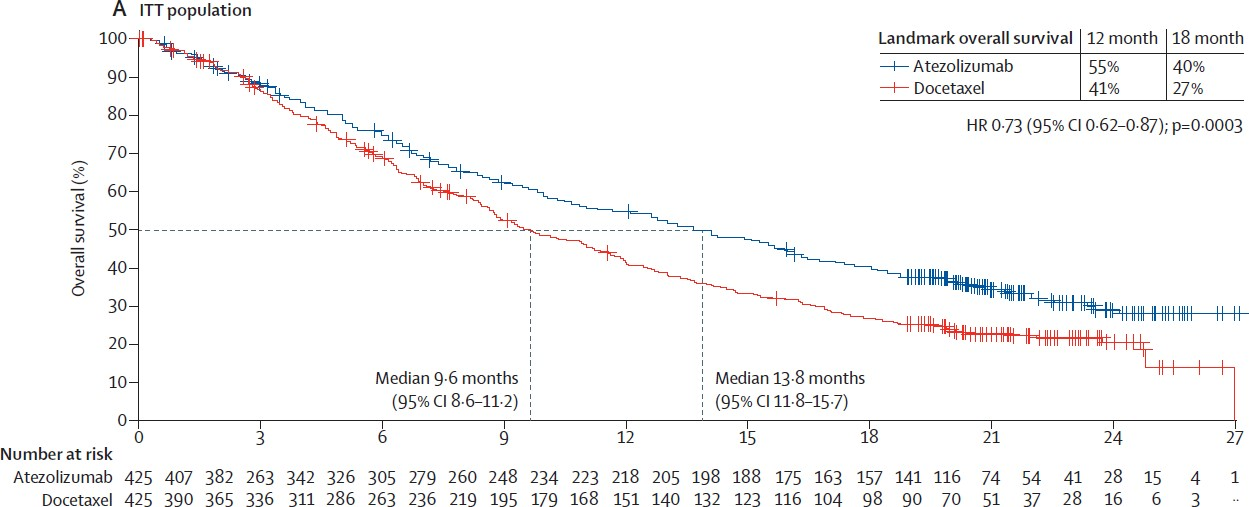 A ITT population
Landmark overall survival 12 month 18 month
Atezolizumab 55% 40%
Docetaxel 41% 27%
HR 0·73 (95% CI 0·62–0·87); p=0·0003
Overall survival (%)
100
90
80
70
60
50
40
30
20
10
0
Median 9·6 months
(95% CI 8·6–11·2)
Median 13·8 months
(95% CI 11·8–15·7)
0 3 6 9 12 15 18 21 24 27
Number at risk
Atezolizumab 425 407 382 263 342 326 305 279 260 248 234 223 218 205 198 188 175 163 157 141 116 74 54 41 28 15 4 1
Docetaxel 425 390 365 336 311 286 263 236 219 195 179 168 151 140 132 123 116 104 98 90 70 51 37 28 16 6 3 ··